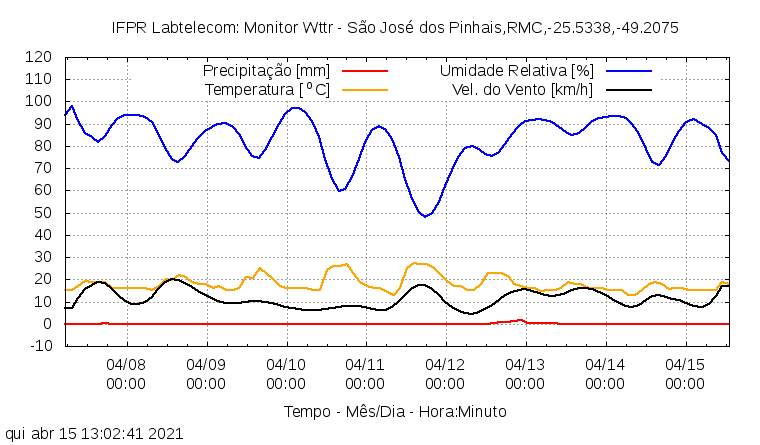 IFPR Labtelecom: Monitor Wttr - São José dos Pinhais,RMC,-25.5338,-49.2075
120
110
100
90
80
70
60
50
40
30
20
10
0
-10
Precipitação [mm]
Temperatura [ ⁰C]
Umidade Relativa [%]
Vel. do Vento [km/h]
04/08 04/09 04/10 04/11 04/12 04/13 04/14 04/15
00:00 00:00 00:00 00:00 00:00 00:00 00:00 00:00
Tempo - Mês/Dia - Hora:Minuto
qui abr 15 13:02:41 2021